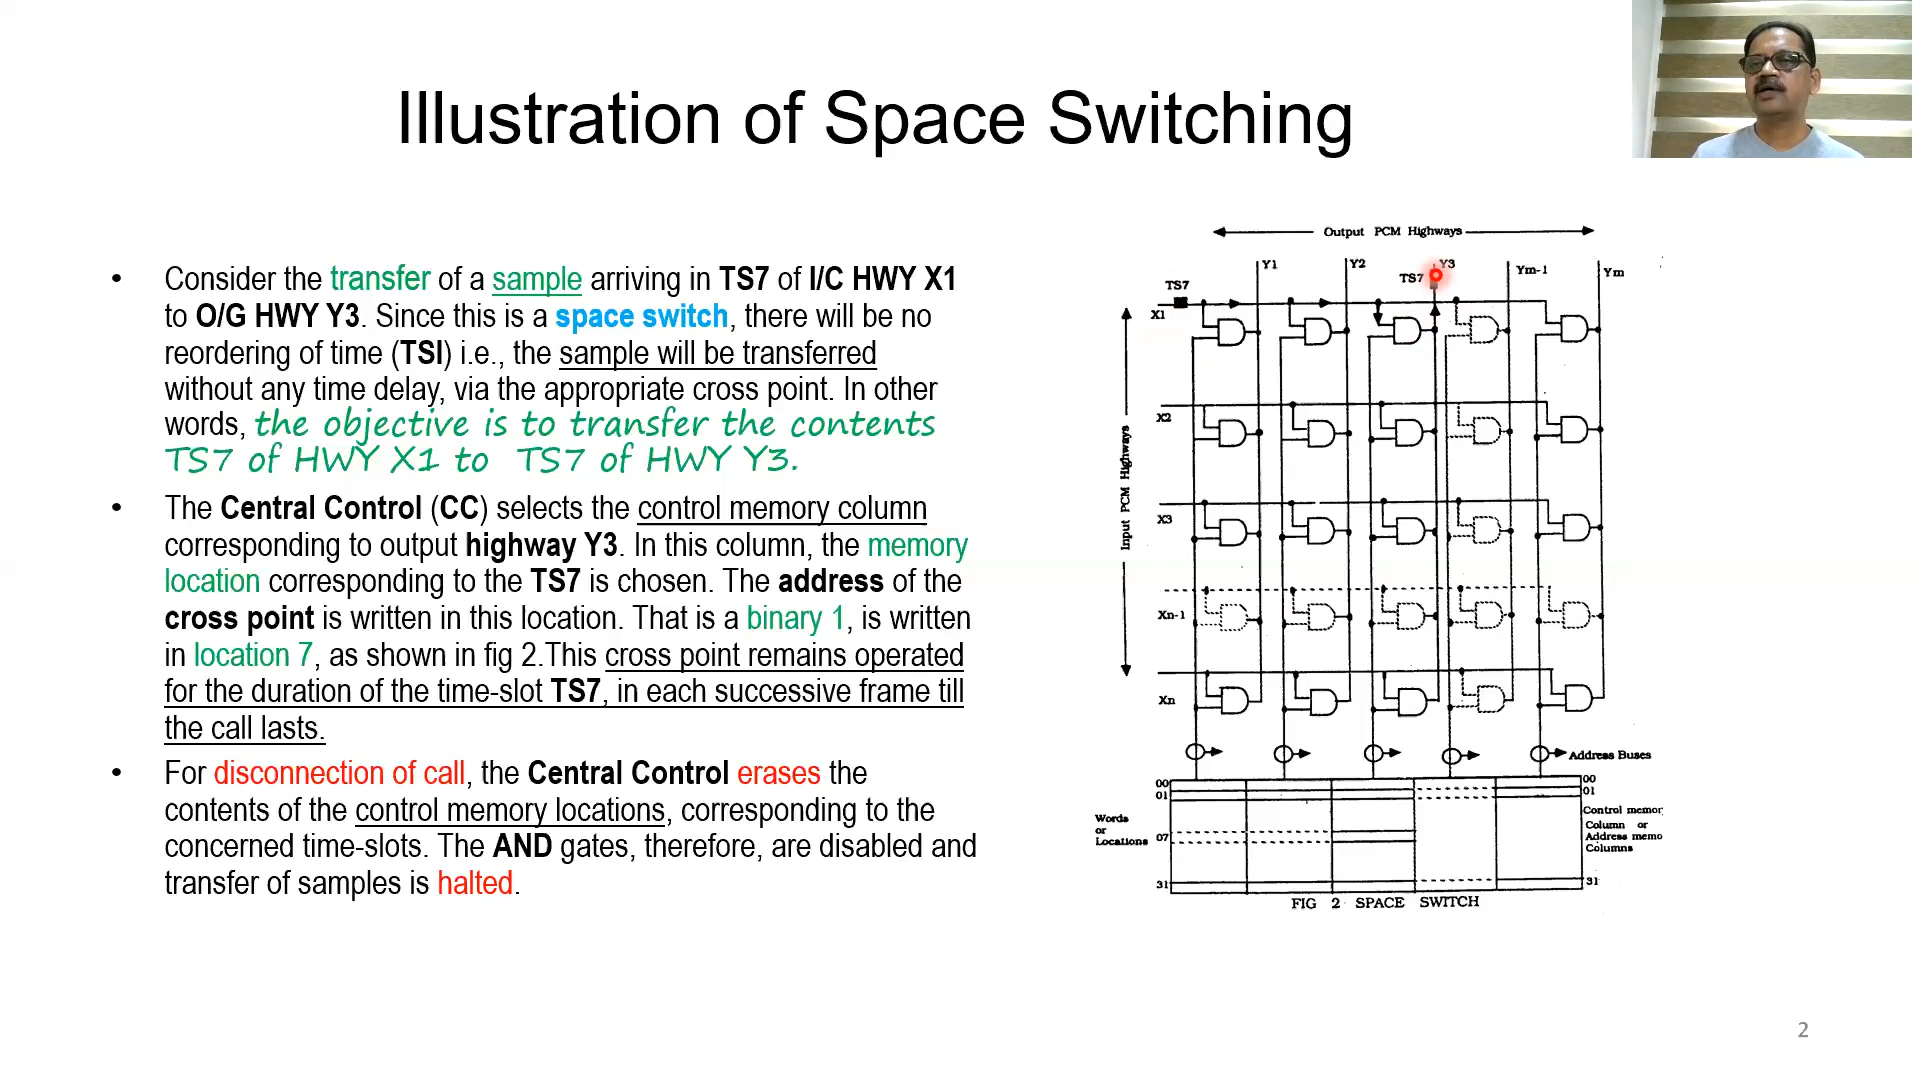 Illustration of Space Switching
• Consider the transfer of a sample arriving in TS7 of I/C HWY X1
to O/G HWY Y3. Since this is a space switch, there will be no
reordering of time (TSI) i.e., the sample will be transferred
without any time delay, via the appropriate cross point. In other
words, the objective is to transfer the contents
TS7 of HWY X1 to TS7 of HWY Y3.
• The Central Control (CC) selects the control memory column
corresponding to output highway Y3. In this column, the memory
location corresponding to the TS7 is chosen. The address of the
cross point is written in this location. That is a binary 1, is written
in location 7, as shown in fig 2.This cross point remains operated
for the duration of the time-slot TS7, in each successive frame till
the call lasts.
• For disconnection of call, the Central Control erases the
contents of the control memory locations, corresponding to the
concerned time-slots. The AND gates, therefore, are disabled and
transfer of samples is halted.
Output PCM Highways
Y1 Y2 Y3 Ym-1 Ym
TS7 TS7
X1
X2
Input PCM Highways
X3
Xn-1
Xn
Address Buses
00 00
01 01
Words
or
Locations
07
31 31
Control memor
Column or
Address memo
Columns
FIG 2 SPACE SWITCH
2